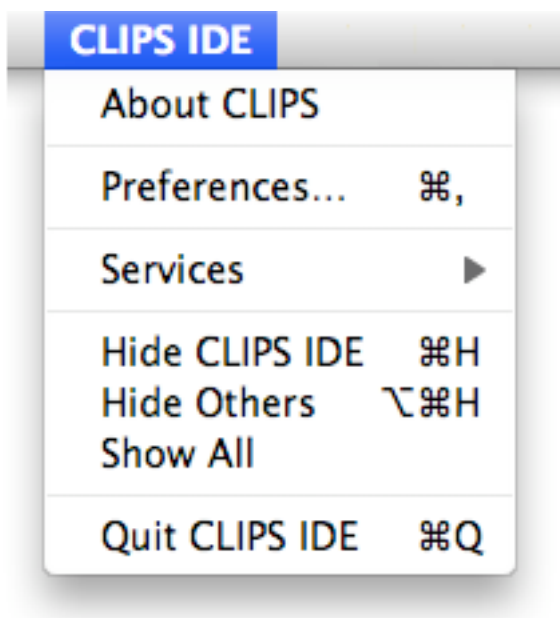 CLIPS IDE
About CLIPS
Preferences... ⌘,
Services ▶
Hide CLIPS IDE ⌘H
Hide Others ⌥⌘H
Show All
Quit CLIPS IDE ⌘Q